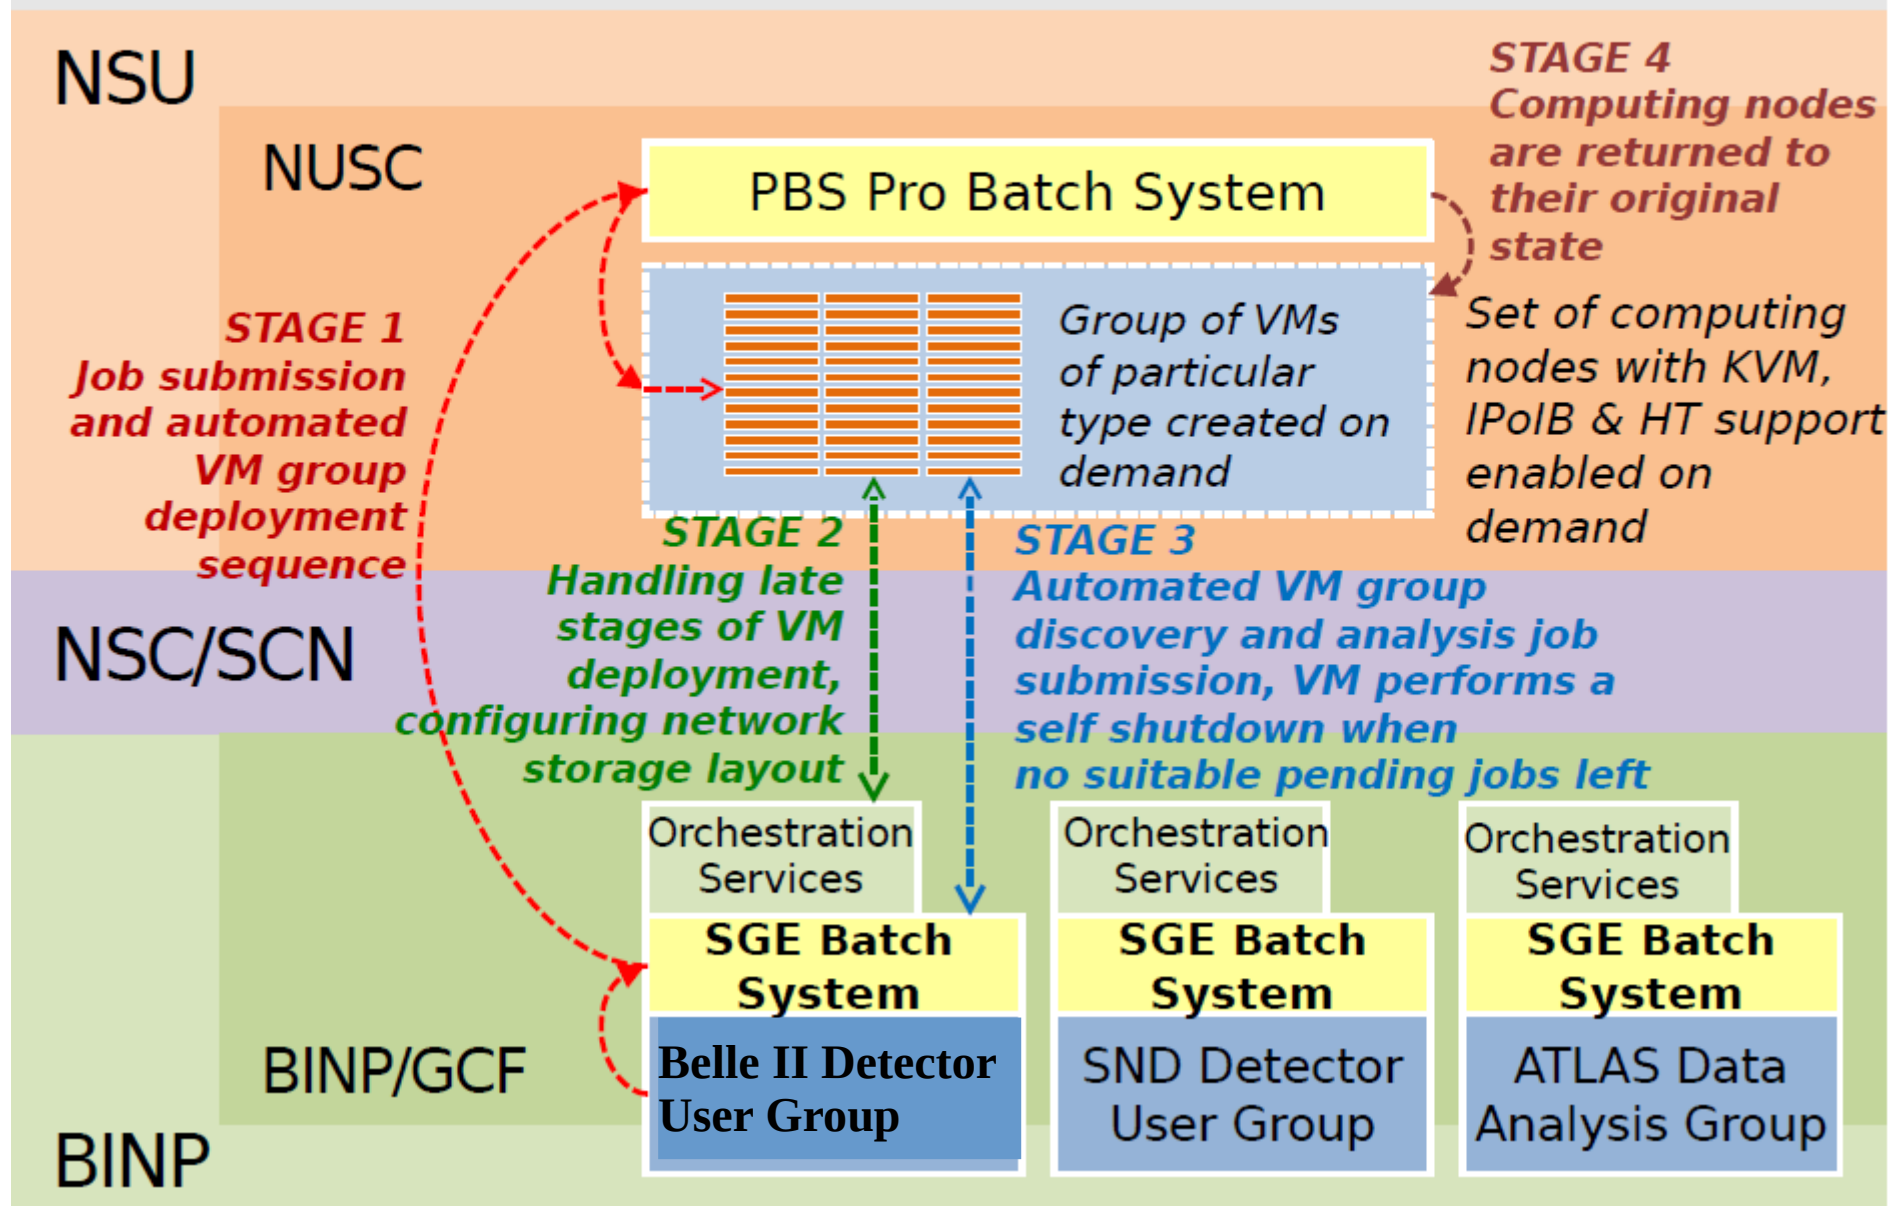 NSU
STAGE 4
Computing nodes
are returned to
their original
state
NUSC
PBS Pro Batch System
STAGE 1
Job submission
and automated
VM group
deployment
sequence
Group of VMs
of particular
type created on
demand
Set of computing
nodes with KVM,
IPoIB & HT support
enabled on
demand
STAGE 2
Handling late
stages of VM
deployment,
configuring network
storage layout
STAGE 3
Automated VM group
discovery and analysis job
submission, VM performs a
self shutdown when
no suitable pending jobs left
NSC/SCN
Orchestration
Services
SGE Batch
System
Belle II Detector
User Group
Orchestration
Services
SGE Batch
System
SND Detector
User Group
Orchestration
Services
SGE Batch
System
ATLAS Data
Analysis Group
BINP/GCF
BINP